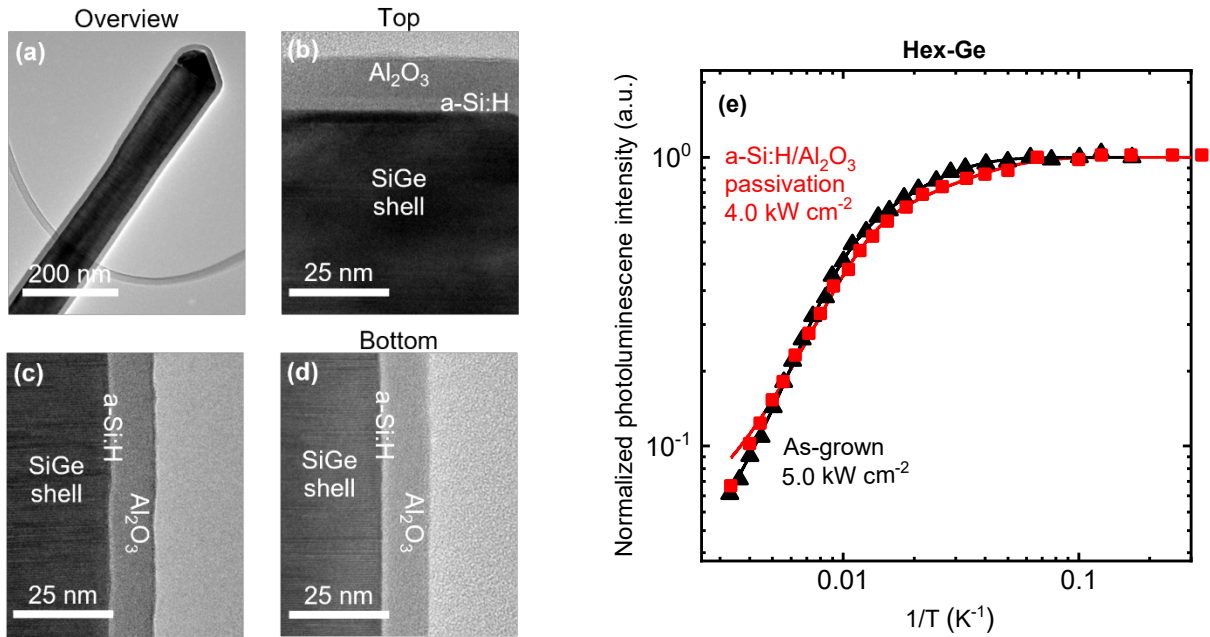 Overview
(a)
200 nm
Top
(b)
Al₂O₃
a-Si:H
SiGe
shell
25 nm
(c)
a-Si:H
SiGe
shell
Al₂O₃
25 nm
Bottom
(d)
a-Si:H
SiGe
shell
Al₂O₃
25 nm
Hex-Ge
(e)
Normalized photoluminescene intensity (a.u.)
10⁰
10⁻¹
a-Si:H/Al₂O₃
passivation
4.0 kW cm⁻²
As-grown
5.0 kW cm⁻²
0.01
0.1
1/T (K⁻¹)